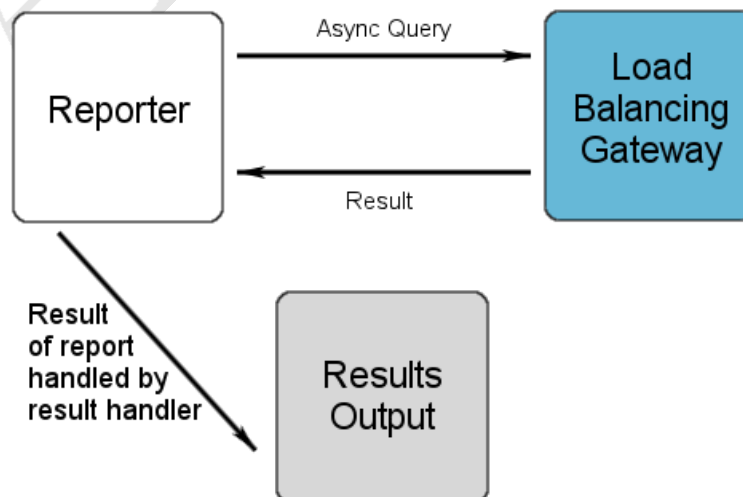 Async Query
Reporter
Load
Balancing
Gateway
Result
Result
of report
handled by
result handler
Results
Output